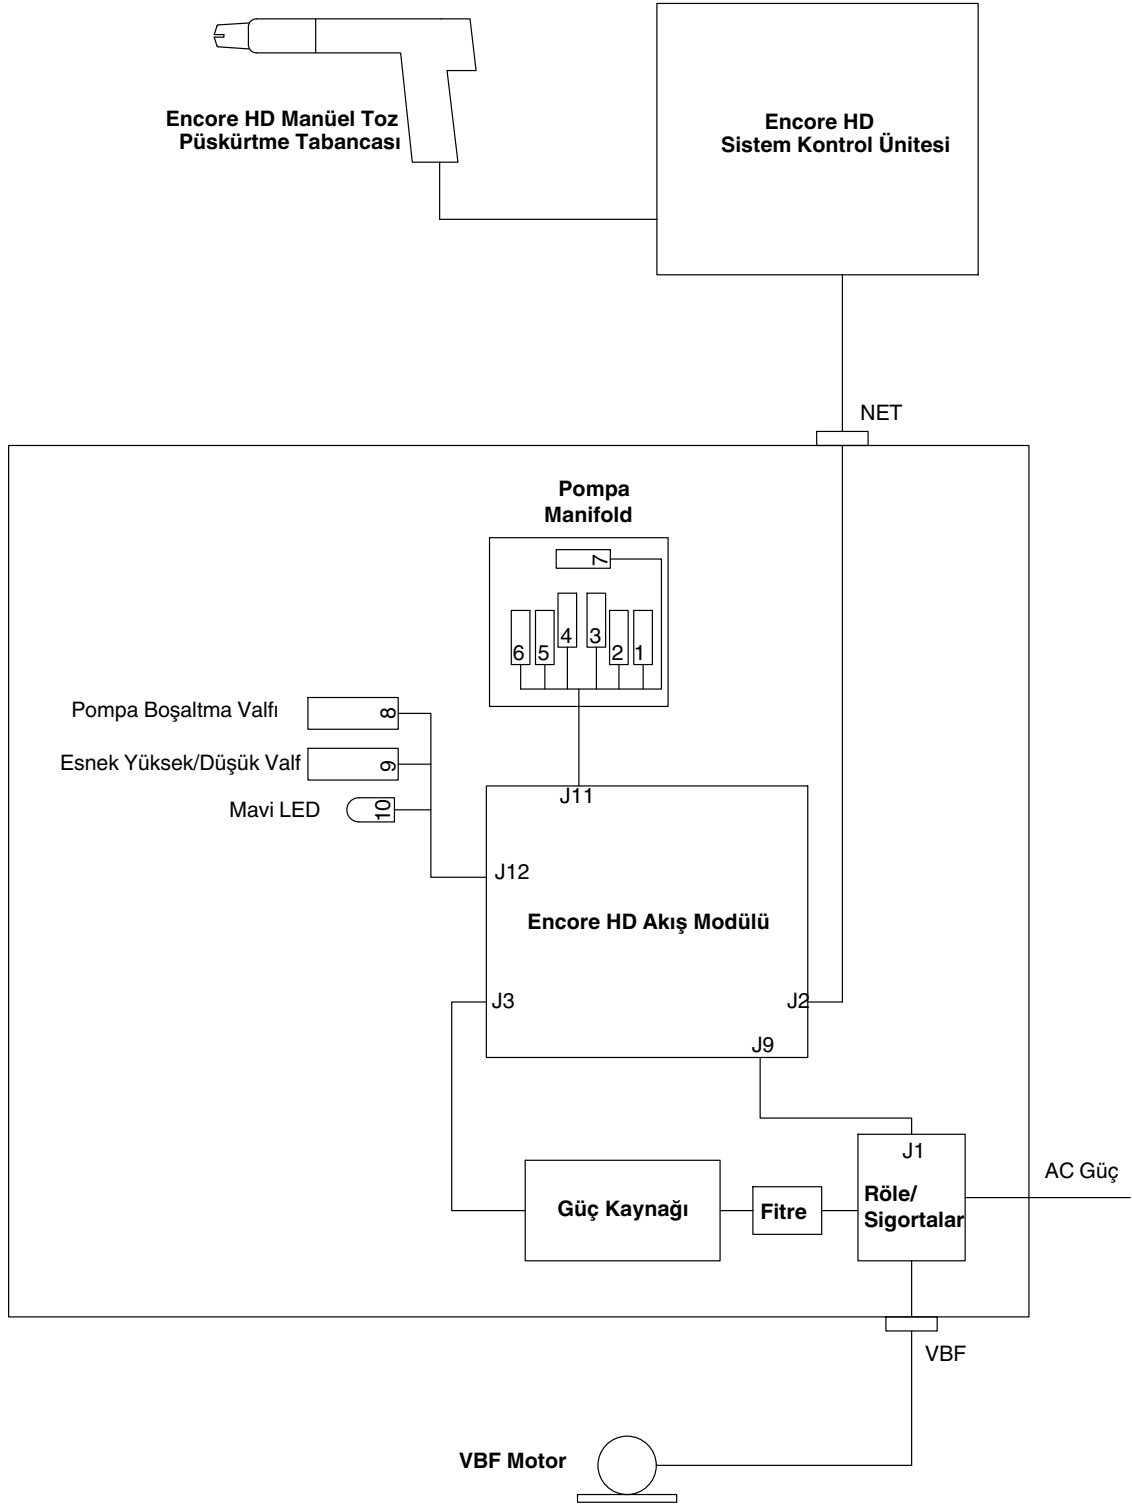 Encore HD Manüel Toz
Püskürtme Tabancası
Encore HD
Sistem Kontrol Ünitesi
NET
Pompa
Manifold
7
6
5
4
3
2
1
Pompa Boşaltma Valfı
8
Esnek Yüksek/Düşük Valf
9
Mavi LED
10
J11
J12
Encore HD Akış Modülü
J3
J2
J9
J1
AC Güç
Güç Kaynağı
Fitre
Röle/
Sigortalar
VBF
VBF Motor